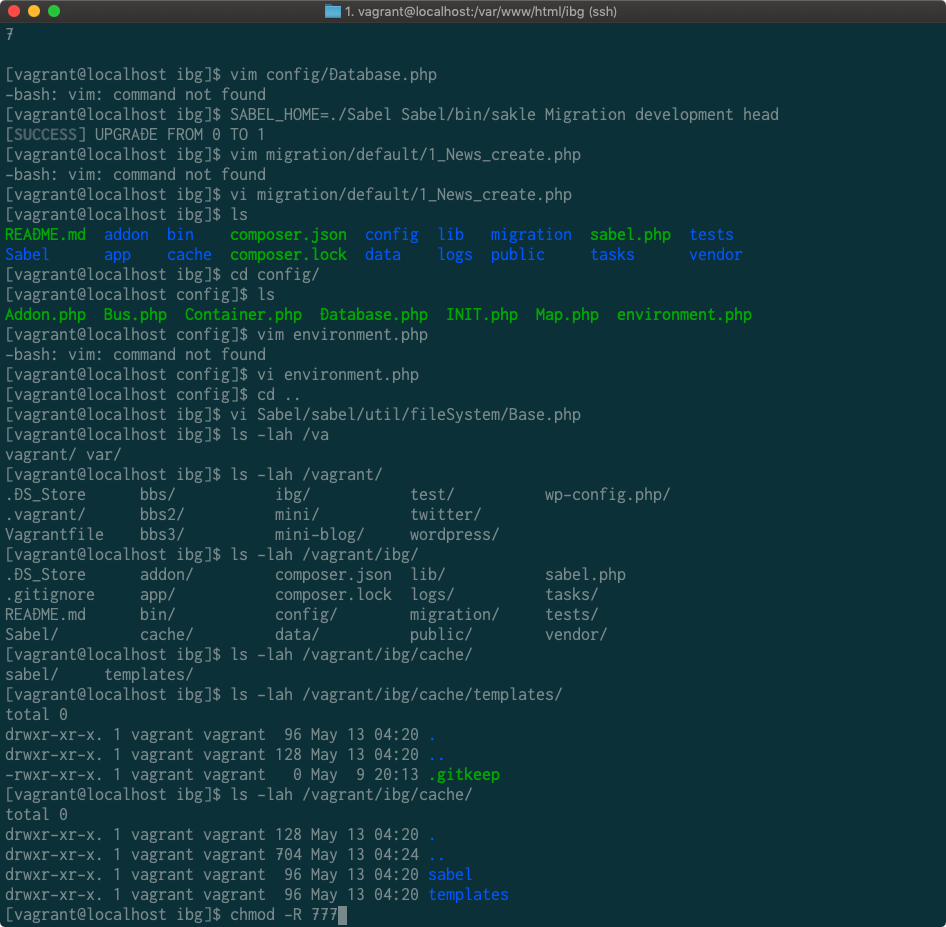 1. vagrant@localhost:/var/www/html/ibg (ssh)
7
[vagrant@localhost ibg]$ vim config/Database.php
-bash: vim: command not found
[vagrant@localhost ibg]$ SABEL_HOME=./Sabel Sabel/bin/sakle Migration development head
[SUCCESS] UPGRADE FROM 0 TO 1
[vagrant@localhost ibg]$ vim migration/default/1_News_create.php
-bash: vim: command not found
[vagrant@localhost ibg]$ vi migration/default/1_News_create.php
[vagrant@localhost ibg]$ ls
README.md  addon  bin    composer.json  config  lib   migration  sabel.php  tests
Sabel      app    cache  composer.lock  data    logs  public     tasks      vendor
[vagrant@localhost ibg]$ cd config/
[vagrant@localhost config]$ ls
Addon.php  Bus.php  Container.php  Database.php  INIT.php  Map.php  environment.php
[vagrant@localhost config]$ vim environment.php
-bash: vim: command not found
[vagrant@localhost config]$ vi environment.php
[vagrant@localhost config]$ cd ..
[vagrant@localhost ibg]$ vi Sabel/sabel/util/fileSystem/Base.php
[vagrant@localhost ibg]$ ls -lah /va
vagrant/ var/
[vagrant@localhost ibg]$ ls -lah /vagrant/
.DS_Store      bbs/           ibg/           test/          wp-config.php/
.vagrant/      bbs2/          mini/          twitter/
Vagrantfile    bbs3/          mini-blog/     wordpress/
[vagrant@localhost ibg]$ ls -lah /vagrant/ibg/
.DS_Store      addon/         composer.json  lib/           sabel.php
.gitignore     app/           composer.lock  logs/          tasks/
README.md      bin/           config/        migration/     tests/
Sabel/         cache/         data/          public/        vendor/
[vagrant@localhost ibg]$ ls -lah /vagrant/ibg/cache/
sabel/     templates/
[vagrant@localhost ibg]$ ls -lah /vagrant/ibg/cache/templates/
total 0
drwxr-xr-x. 1 vagrant vagrant  96 May 13 04:20 .
drwxr-xr-x. 1 vagrant vagrant 128 May 13 04:20 ..
-rwxr-xr-x. 1 vagrant vagrant   0 May  9 20:13 .gitkeep
[vagrant@localhost ibg]$ ls -lah /vagrant/ibg/cache/
total 0
drwxr-xr-x. 1 vagrant vagrant 128 May 13 04:20 .
drwxr-xr-x. 1 vagrant vagrant 704 May 13 04:24 ..
drwxr-xr-x. 1 vagrant vagrant  96 May 13 04:20 sabel
drwxr-xr-x. 1 vagrant vagrant  96 May 13 04:20 templates
[vagrant@localhost ibg]$ chmod -R 777